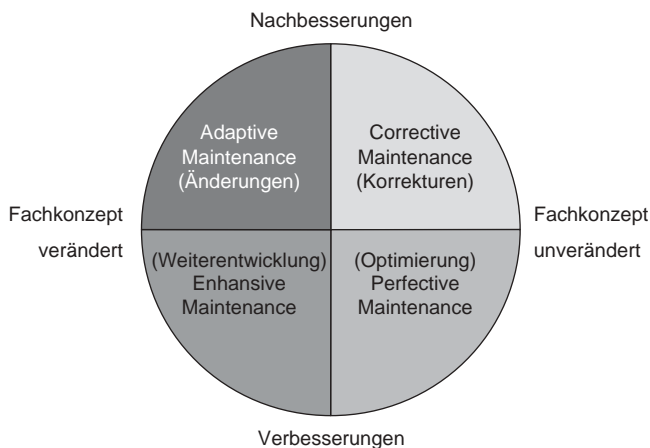 Nachbesserungen
Adaptive
Maintenance
(Änderungen)
Corrective
Maintenance
(Korrekturen)
Fachkonzept
verändert
Fachkonzept
unverändert
(Weiterentwicklung)
Enhansive
Maintenance
(Optimierung)
Perfective
Maintenance
Verbesserungen